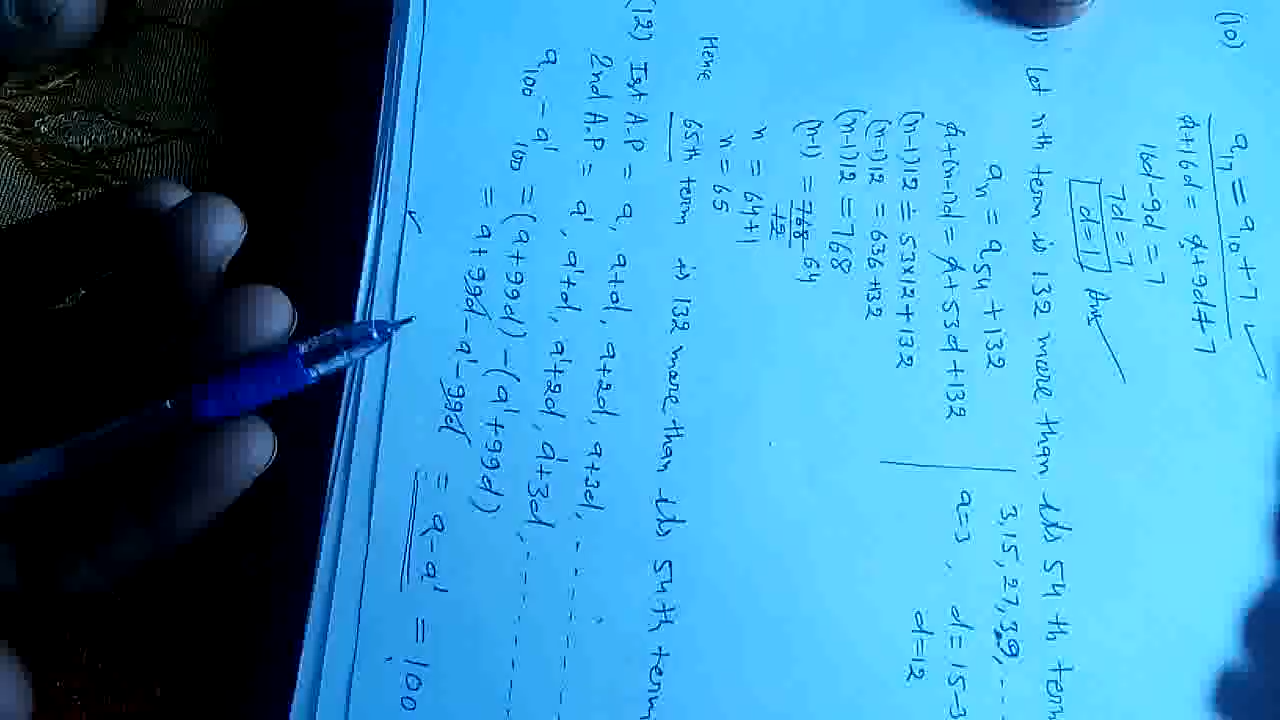 (10) a₁₇ = a₁₀ + 7
a+16d = a+9d+7
16d-9d = 7
7d = 7
d=1 Ans
Let nth term is 132 more than its 54 th term
3, 15, 27, 39, ...
aₙ = a₅₄ + 132
a=3, d=15-3
a+(n-1)d = a+53d+132
d=12
(n-1)12 = 53×12+132
(n-1)12 = 636+132
(n-1)12 = 768
(n-1) = 768/12 64
n = 64+1
n = 65
Hence 65th term is 132 more than its 54th term
(12) Ist A.P = a, a+d, a+2d, a+3d, - - - - -
2nd A.P = a', a'+d, a'+2d, a'+3d, - - - - -
a₁₀₀ - a'₁₀₀ = (a+99d) - (a'+99d)
= a+99d-a'-99d
= a-a' = 100